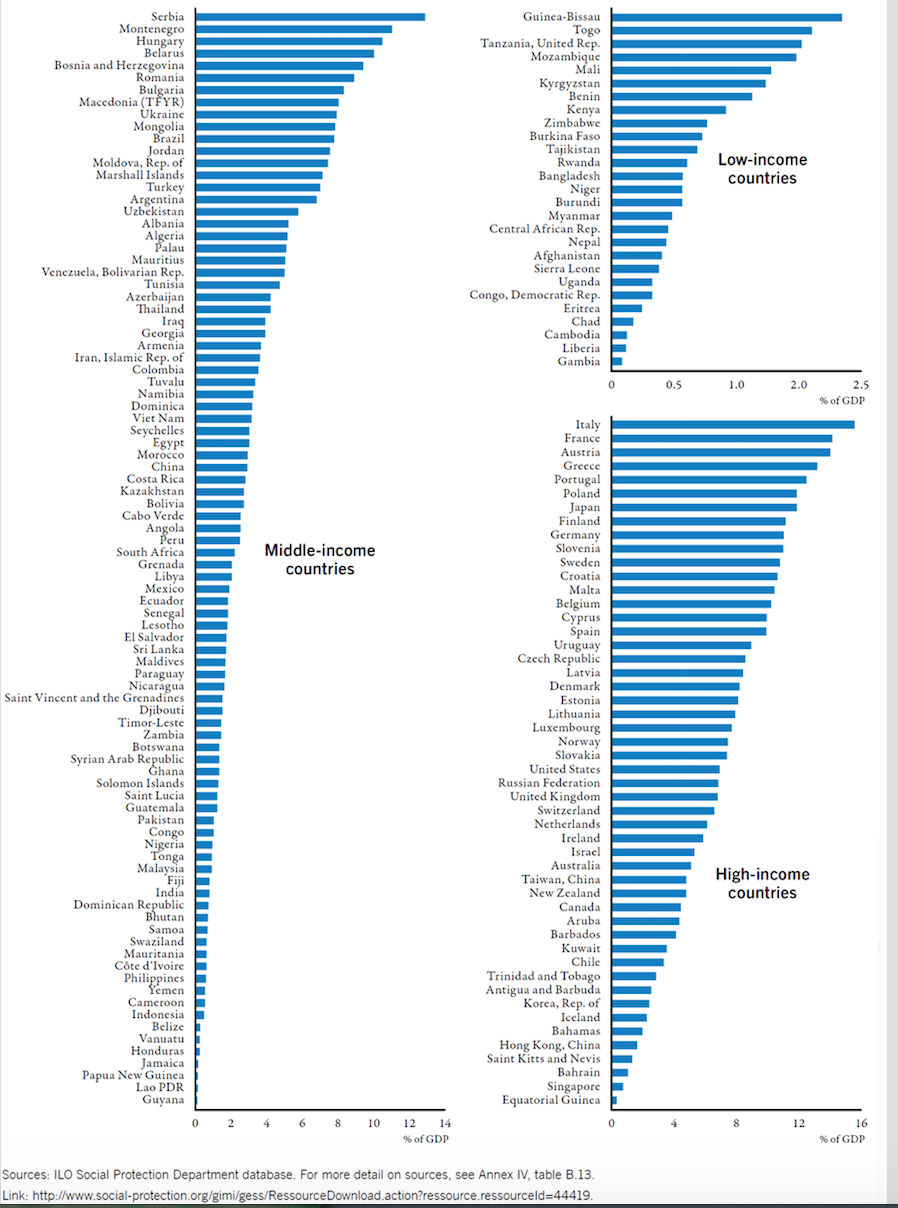 Serbia
Montenegro
Hungary
Belarus
Bosnia and Herzegovina
Romania
Bulgaria
Macedonia (TFYR)
Ukraine
Mongolia
Brazil
Jordan
Moldova, Rep. of
Marshall Islands
Turkey
Argentina
Uzbekistan
Albania
Algeria
Palau
Mauritius
Venezuela, Bolivarian Rep.
Tunisia
Azerbaijan
Thailand
Iraq
Georgia
Armenia
Iran, Islamic Rep. of
Colombia
Tuvalu
Namibia
Dominica
Viet Nam
Seychelles
Egypt
Morocco
China
Costa Rica
Kazakhstan
Bolivia
Cabo Verde
Angola
Peru
South Africa
Grenada
Libya
Mexico
Ecuador
Senegal
Lesotho
El Salvador
Sri Lanka
Maldives
Paraguay
Nicaragua
Saint Vincent and the Grenadines
Djibouti
Timor-Leste
Zambia
Botswana
Syrian Arab Republic
Ghana
Solomon Islands
Saint Lucia
Guatemala
Pakistan
Congo
Nigeria
Tonga
Malaysia
Fiji
India
Dominican Republic
Bhutan
Samoa
Swaziland
Mauritania
Côte d'Ivoire
Philippines
Yemen
Cameroon
Indonesia
Belize
Vanuatu
Honduras
Jamaica
Papua New Guinea
Lao PDR
Guyana
Middle-income
countries
0 2 4 6 8 10 12 14
% of GDP
Guinea-Bissau
Togo
Tanzania, United Rep.
Mozambique
Mali
Kyrgyzstan
Benin
Kenya
Zimbabwe
Burkina Faso
Tajikistan
Rwanda
Bangladesh
Niger
Burundi
Myanmar
Central African Rep.
Nepal
Afghanistan
Sierra Leone
Uganda
Congo, Democratic Rep.
Eritrea
Chad
Cambodia
Liberia
Gambia
Low-income
countries
0 0.5 1.0 2.0 2.5
% of GDP
Italy
France
Austria
Greece
Portugal
Poland
Japan
Finland
Germany
Slovenia
Sweden
Croatia
Malta
Belgium
Cyprus
Spain
Uruguay
Czech Republic
Latvia
Denmark
Estonia
Lithuania
Luxembourg
Norway
Slovakia
United States
Russian Federation
United Kingdom
Switzerland
Netherlands
Ireland
Israel
Australia
Taiwan, China
New Zealand
Canada
Aruba
Barbados
Kuwait
Chile
Trinidad and Tobago
Antigua and Barbuda
Korea, Rep. of
Iceland
Bahamas
Hong Kong, China
Saint Kitts and Nevis
Bahrain
Singapore
Equatorial Guinea
High-income
countries
0 4 8 12 16
% of GDP
Sources: ILO Social Protection Department database. For more detail on sources, see Annex IV, table B.13.
Link: http://www.social-protection.org/gimi/gess/RessourceDownload.action?ressource.ressourceId=44419.